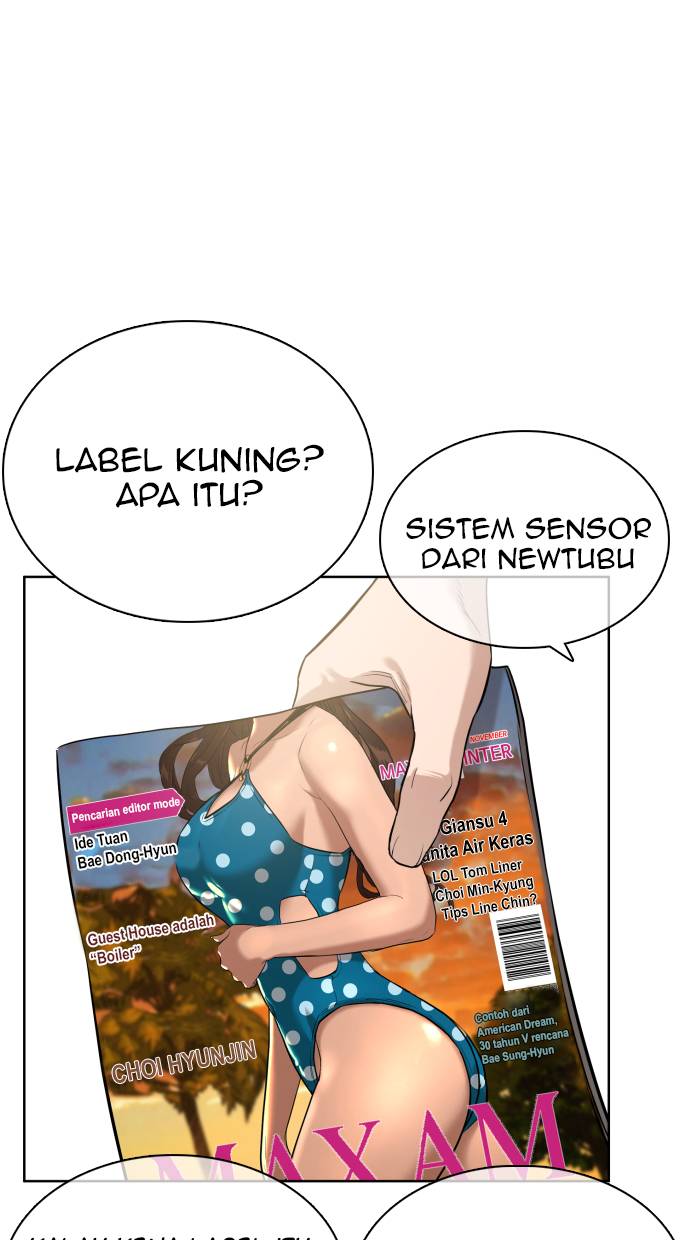 LABEL KUNING?
APA ITU?
SISTEM SENSOR
DARI NEWTUBU
NOVEMBER
Pencarian editor mode
Ide Tuan
Bae Dong-Hyun
Giansu 4
Air Keras
LOL Tom Liner
Choi Min-Kyung
Tips Line Chin?
Guest House adalah
"Boiler"
Contoh dari
American Dream,
30 tahun V rencana
Bae Sung-Hyun
CHOI HYUNJIN
MAXAM